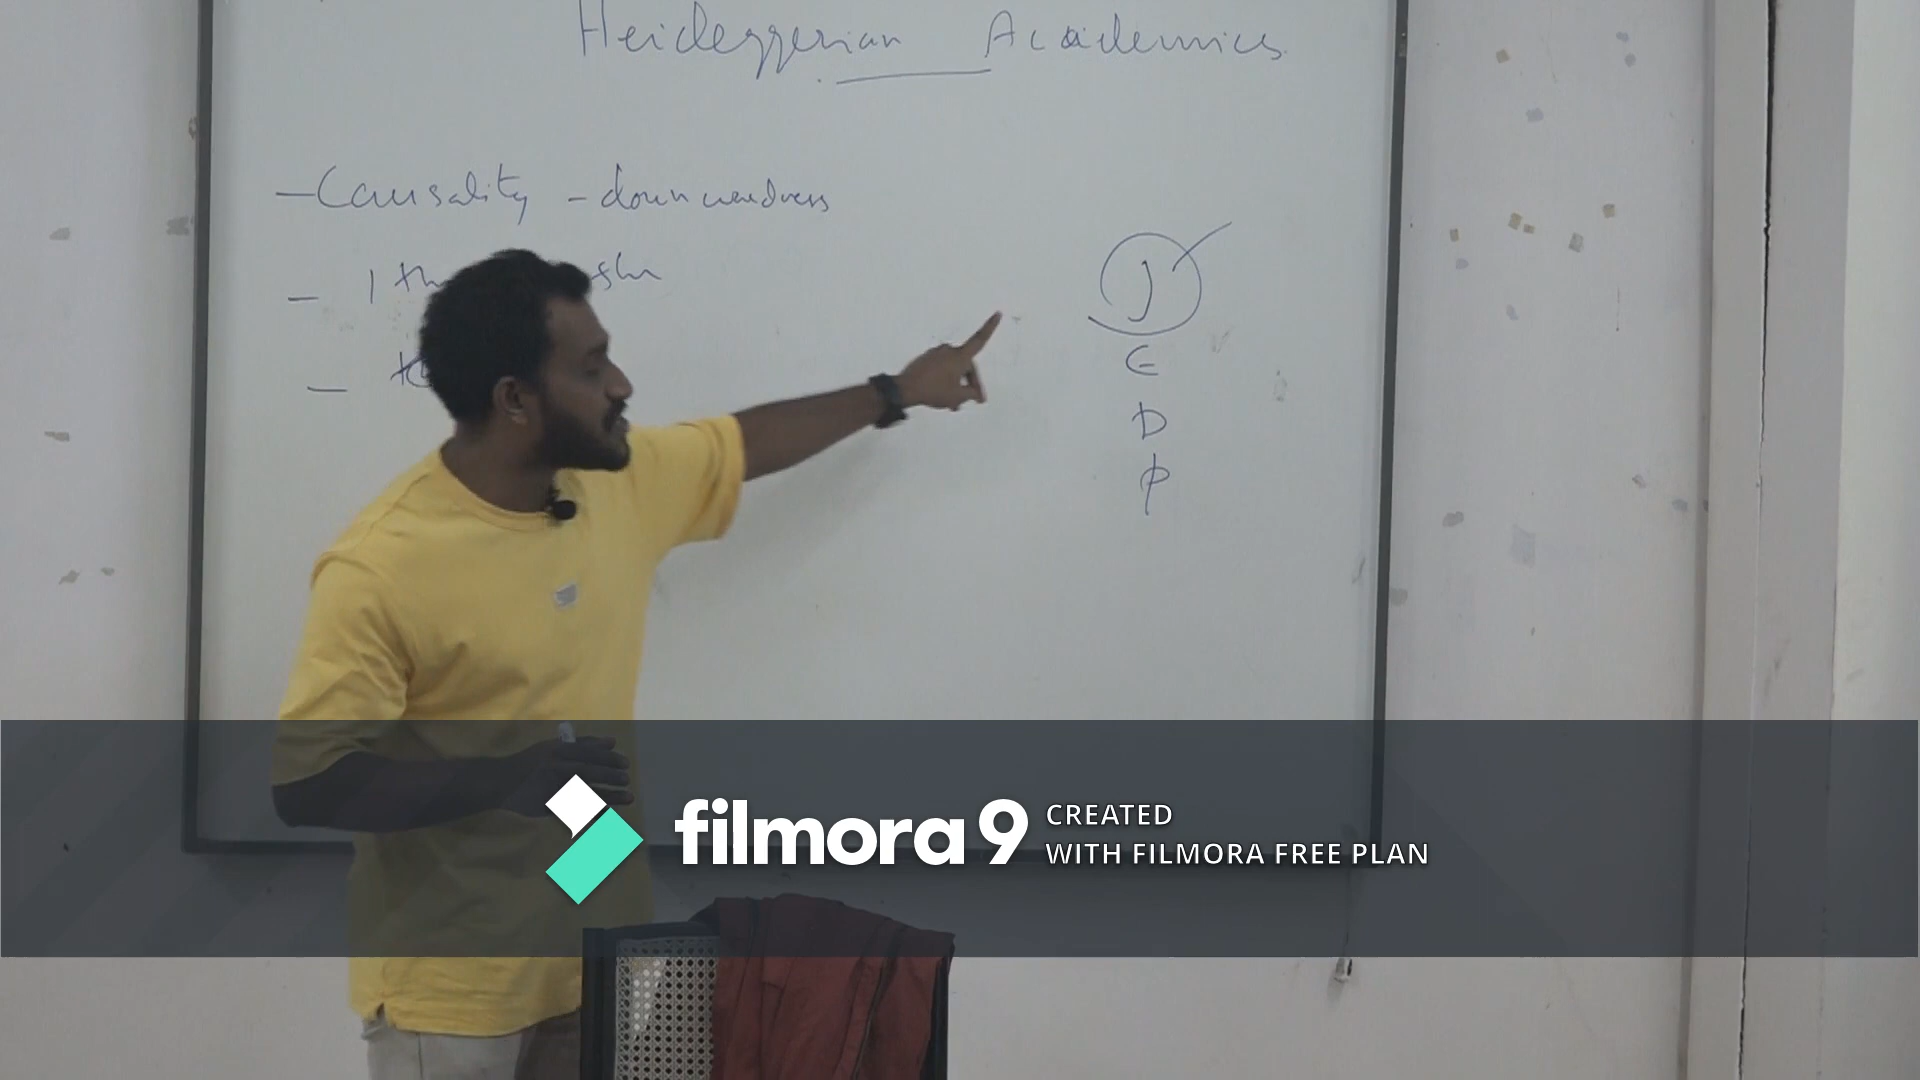 Heideggerian Academics
- Causality - downwardness
-
-
J
E
D
P
filmora9 CREATED
WITH FILMORA FREE PLAN